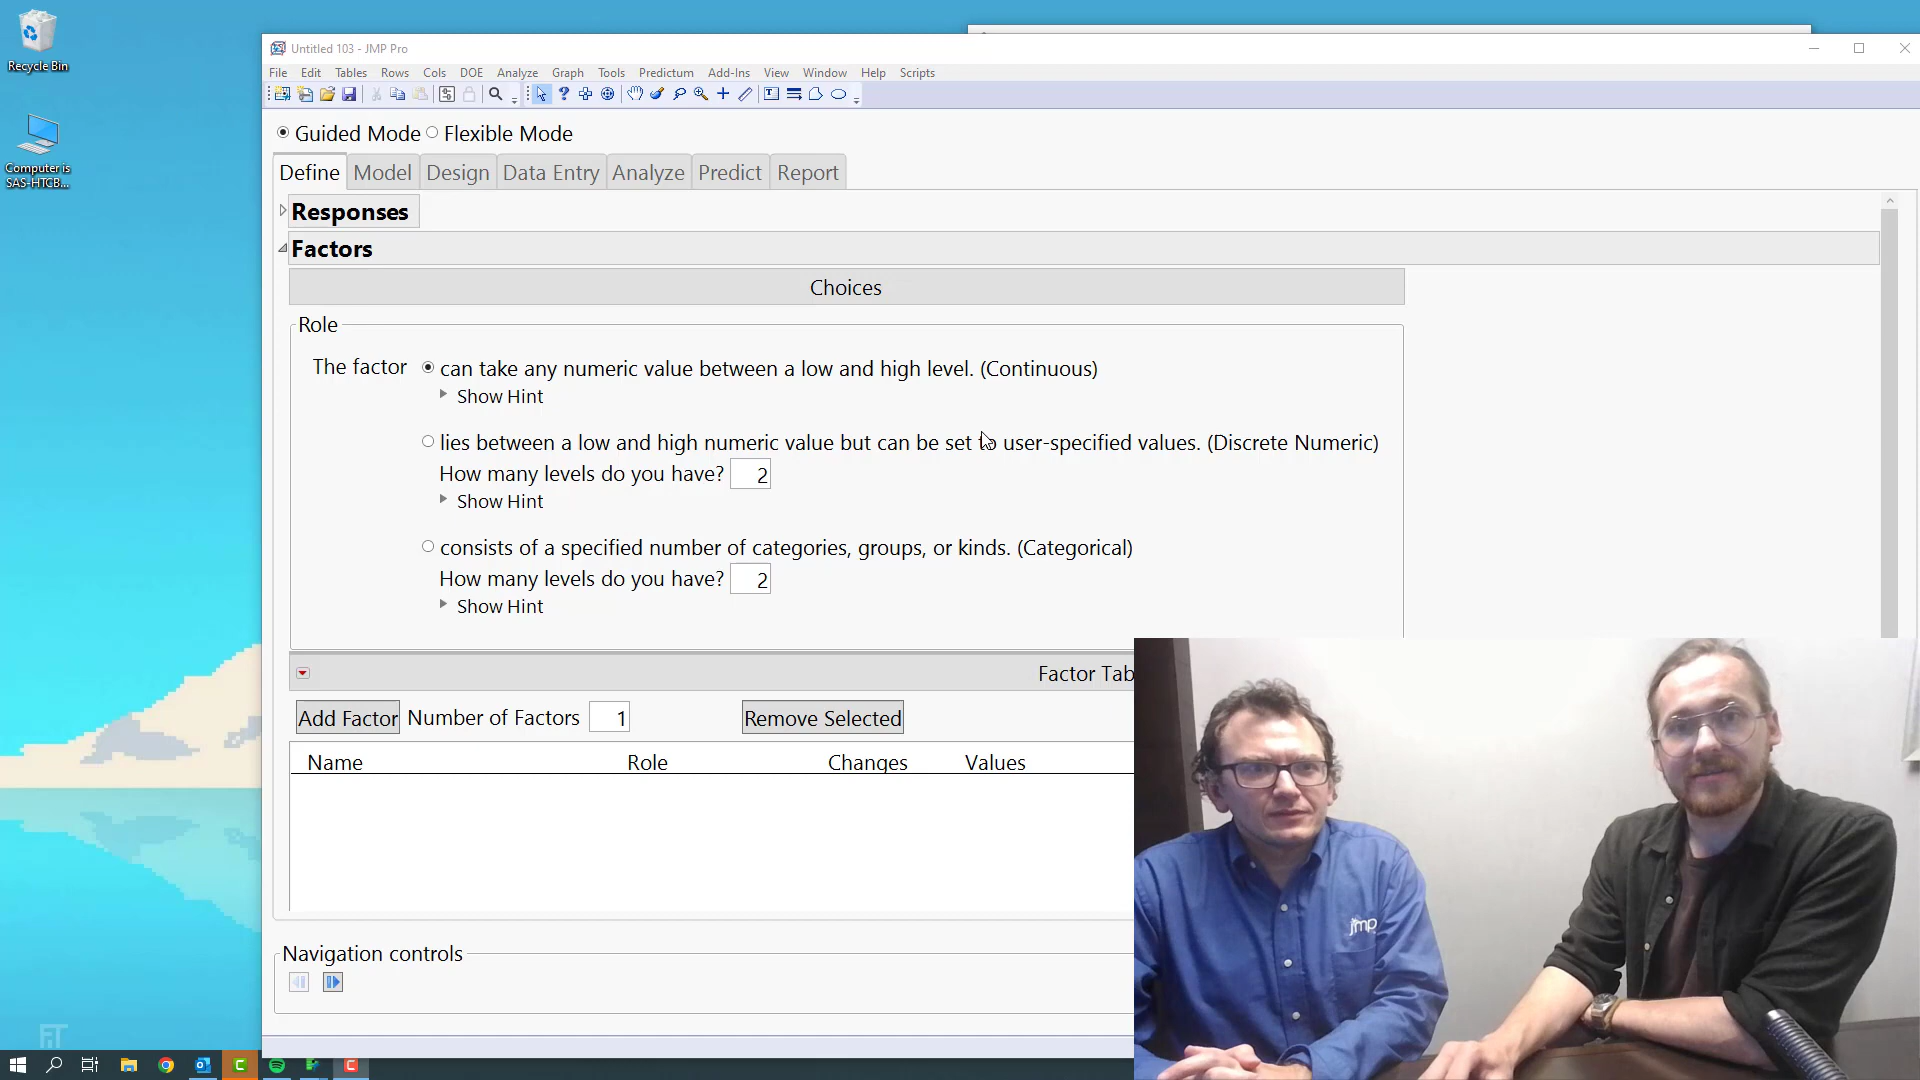 Recycle Bin
Computer is
SAS-HTCB...
Untitled 103 - JMP Pro
File Edit Tables Rows Cols DOE Analyze Graph Tools Predictum Add-Ins View Window Help Scripts
Guided Mode Flexible Mode
Define Model Design Data Entry Analyze Predict Report
Responses
Factors
Choices
Role
The factor can take any numeric value between a low and high level. (Continuous)
Show Hint
lies between a low and high numeric value but can be set to user-specified values. (Discrete Numeric)
How many levels do you have? 2
Show Hint
consists of a specified number of categories, groups, or kinds. (Categorical)
How many levels do you have? 2
Show Hint
Factor Tab
Add Factor Number of Factors 1 Remove Selected
Name Role Changes Values
jmp
Navigation controls